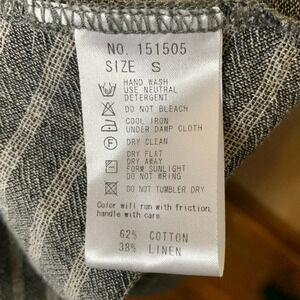 NO. 151505
SIZE S
HAND WASH
USE NEUTRAL
DETERGENT
DO NOT BLEACH
COOL IRON
UNDER DAMP CLOTH
F DRY CLEAN
DRY FLAT
DRY AWAY
FORM SUNLIGHT
DO NOT WRING
DO NOT TUMBLER DRY
Color will run with friction.
handle with care.
62% COTTON
38% LINEN